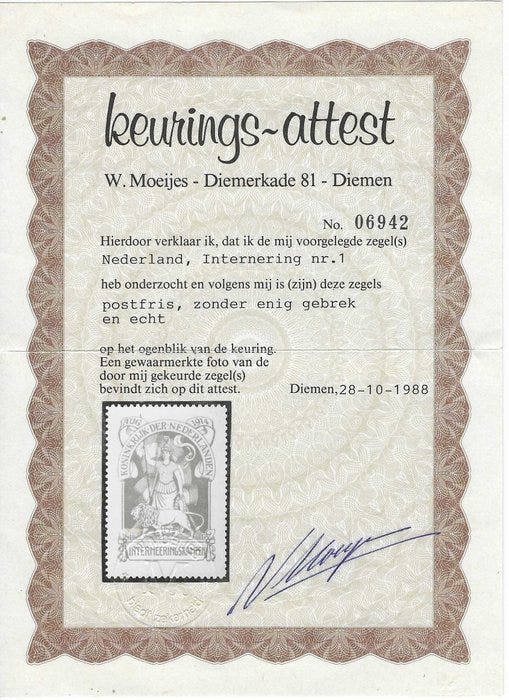 keurings~attest
W. Moeijes - Diemerkade 81 - Diemen
No. 06942
Hierdoor verklaar ik, dat ik de mij voorgelegde zegel(s)
Nederland, Internering nr.1
heb onderzocht en volgens mij is (zijn) deze zegels
postfris, zonder enig gebrek
en echt
op het ogenblik van de keuring.
Een gewaarmerkte foto van de
door mij gekeurde zegel(s)
bevindt zich op dit attest.
Diemen, 28-10-1988
AUG 1914
KONINKRIJK DER NEDERLANDEN
INTERNEERINGSKAMPEN